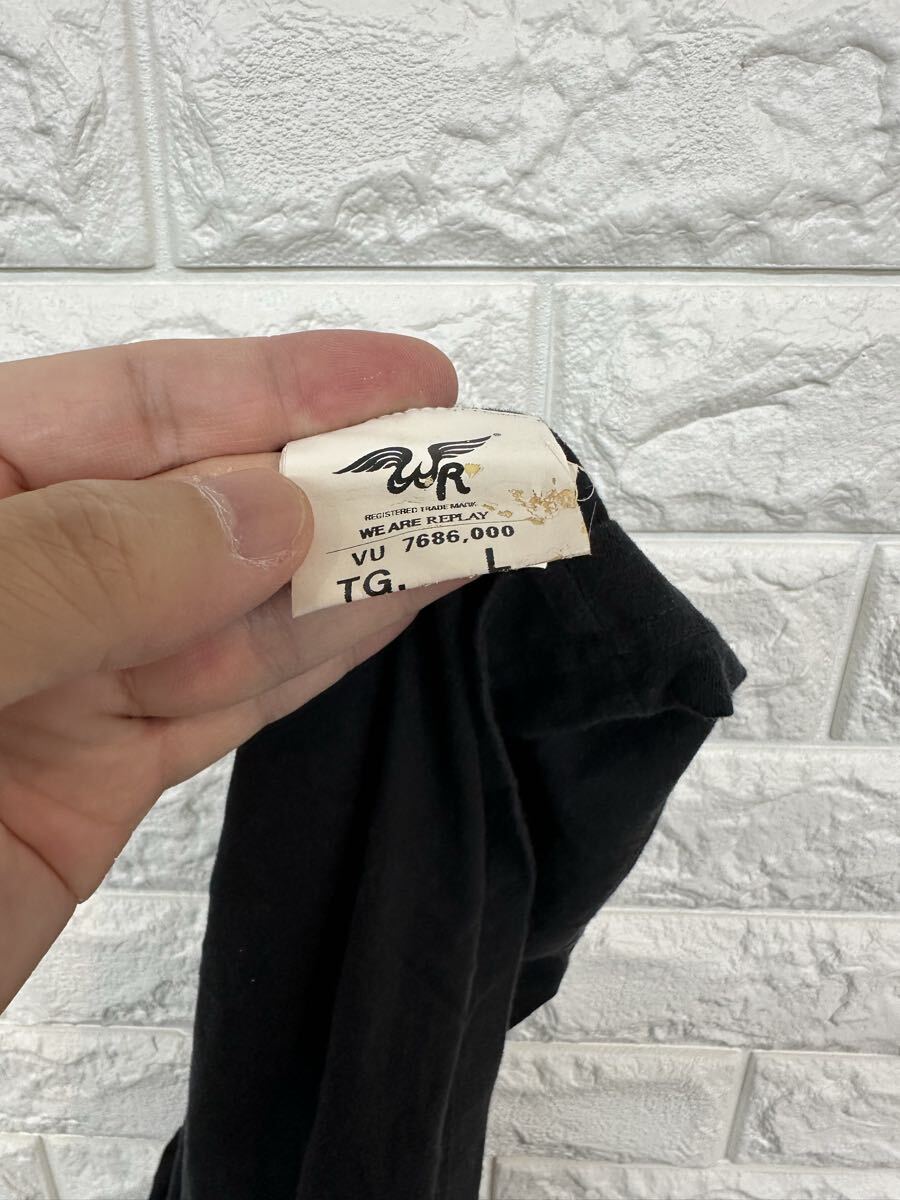 WR
REGISTERED TRADE MARK
WE ARE REPLAY
VU 7686,000
TG. L